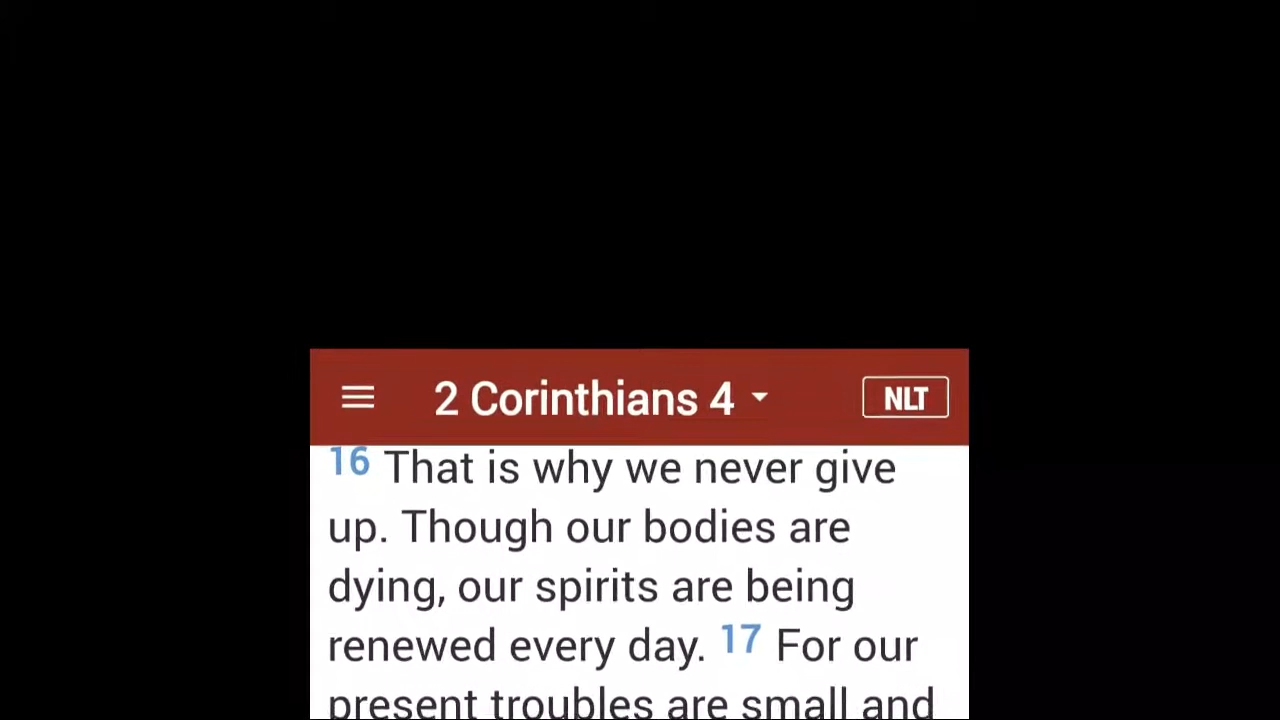 2 Corinthians 4
NLT
16 That is why we never give
up. Though our bodies are
dying, our spirits are being
renewed every day. 17 For our
present troubles are small and